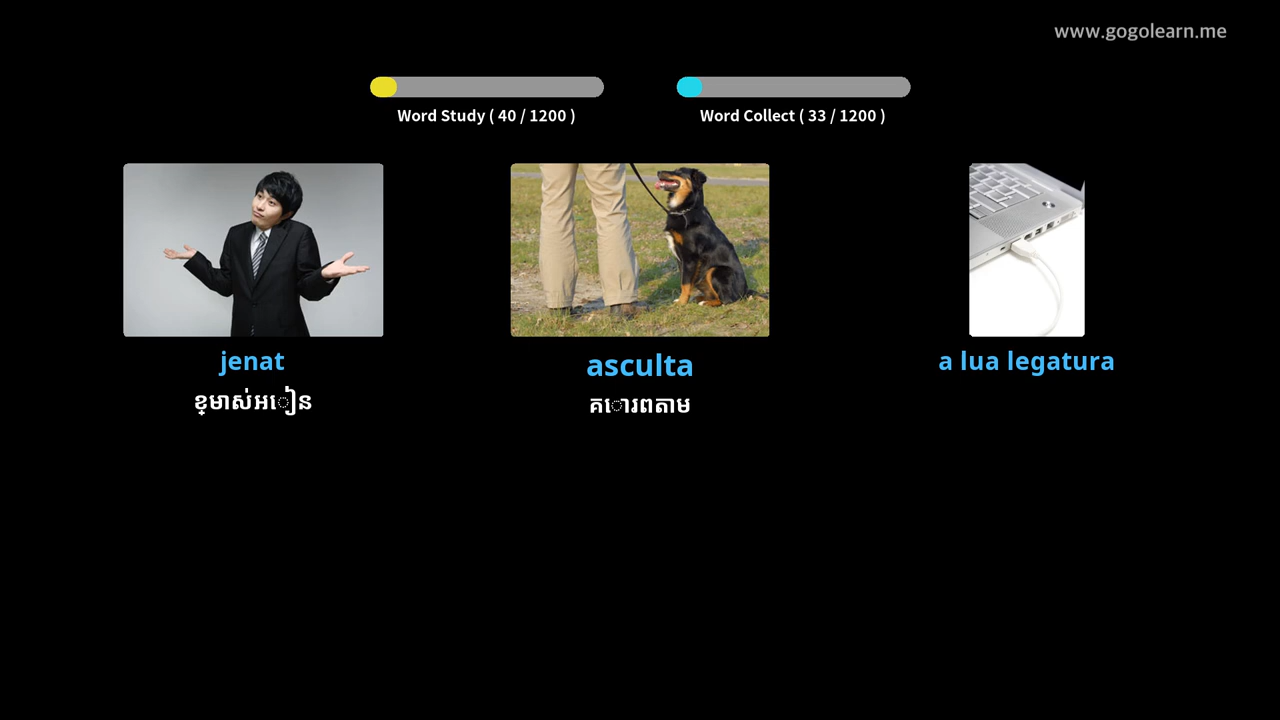 www.gogolearn.me
Word Study ( 40 / 1200 )
Word Collect ( 33 / 1200 )
jenat
asculta
a lua legatura
ខ្មាស់អៀន
គោរពតាម